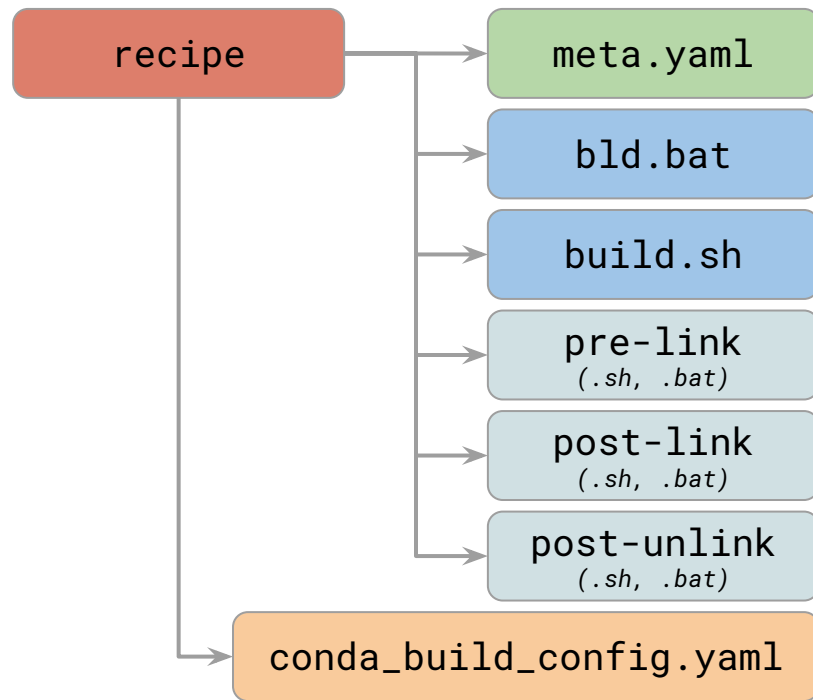 recipe
meta.yaml
bld.bat
build.sh
pre-link
(.sh, .bat)
post-link
(.sh, .bat)
post-unlink
(.sh, .bat)
conda_build_config.yaml